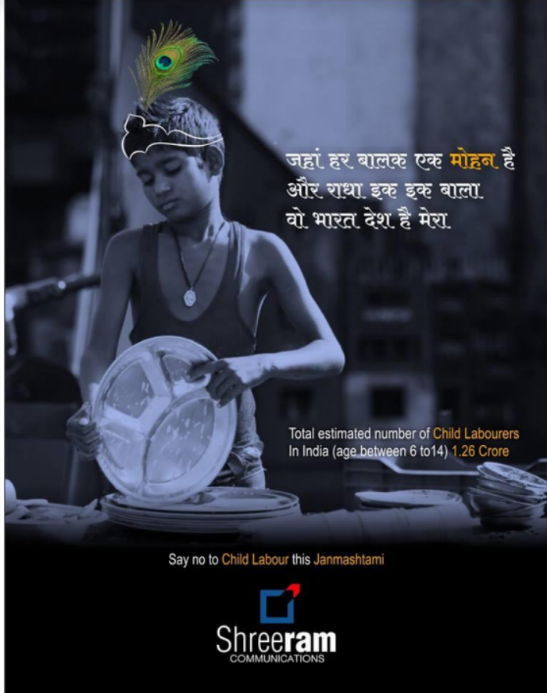 जहां हर बालक एक मोहन है
और राधा इक इक बाला
वो भारत देश है मेरा
Total estimated number of Child Labourers
In India (age between 6 to14) 1.26 Crore
Say no to Child Labour this Janmashtami
Shreeram
COMMUNICATIONS